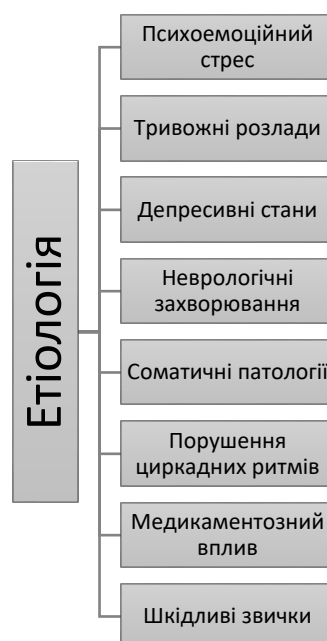 Етіологія
Психоемоційний
стрес
Тривожні розлади
Депресивні стани
Неврологічні
захворювання
Соматичні патології
Порушення
циркадних ритмів
Медикаментозний
вплив
Шкідливі звички